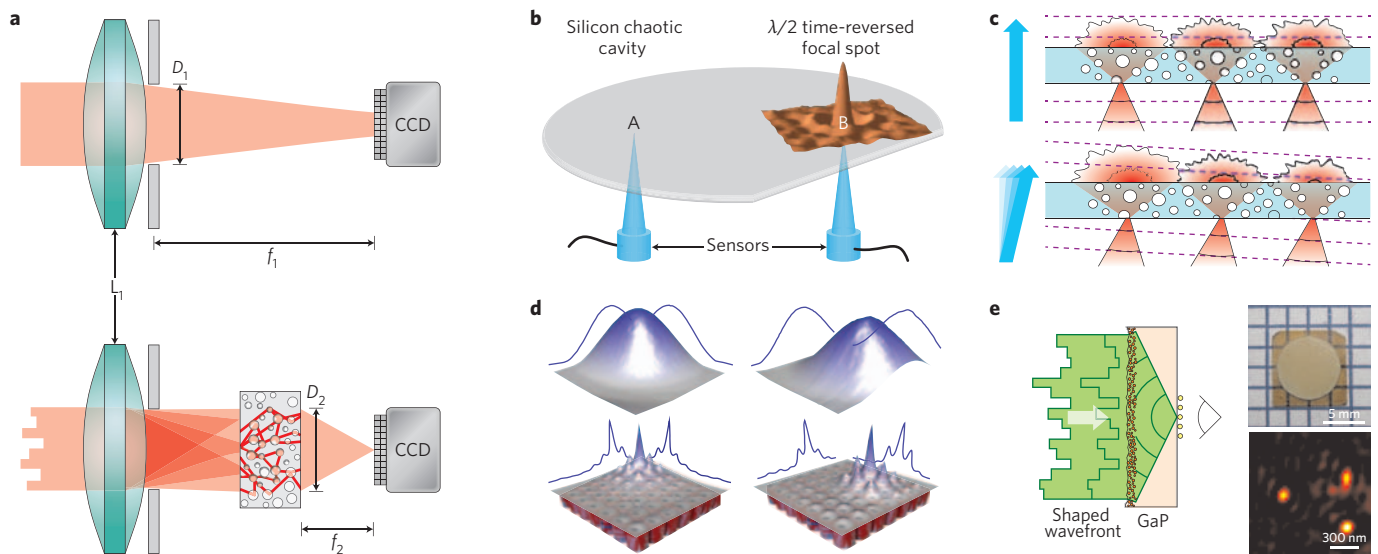 a
D1
CCD
f1
L1
D2
CCD
f2
b
Silicon chaotic
cavity
λ/2 time-reversed
focal spot
A
B
Sensors
c
d
e
Shaped
wavefront
GaP
5 mm
300 nm